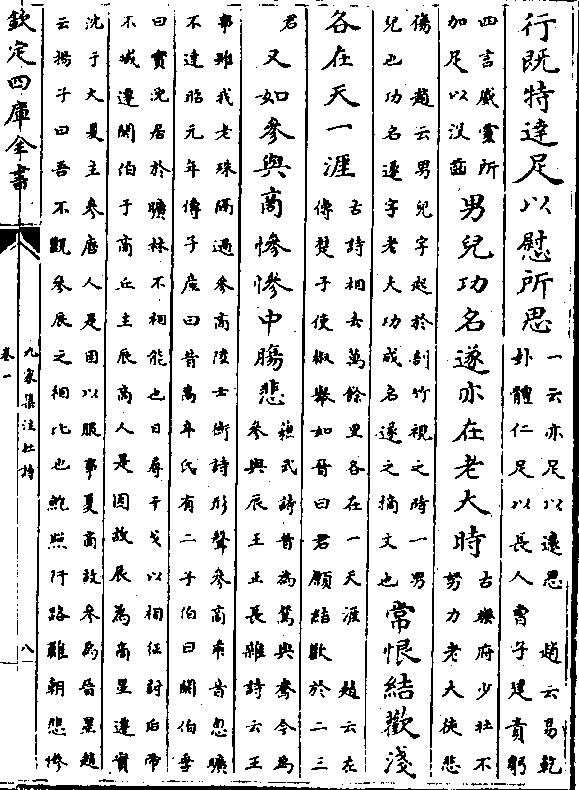 行既特達足以慰所思
一云亦足以遠思　趙云易乾
卦體仁足以長人曹子建責躬
四言威靈所
加足以沒齒
男兒功名遂亦在老大時
古樂府少壯不
努力老大徒悲
傷　趙云男兒字起於剖竹視之時一男
兒也功名遂字老夫功成名遂之摘文也
常恨結歡淺
各在天一涯
古詩相去萬餘里各在一天涯　趙云左
傳楚子使椒舉如晉曰君願結歡於二三
君
又如參與商慘慘中腸悲
蘇武詩昔為鴛與鴦今為
參與辰王正長雜詩云王
事離我志殊隔過參商陸士衡詩形聲參商乖音息曠
不達昭元年傳子產曰昔高辛氏有二子伯曰閼伯季
曰實沈居於曠林不相能也日尋干戈以相征討后帝
不臧遷閼伯于商丘主辰商人是因故辰為商星遷實
沈于大夏主參唐人是因以服事夏商故參為晉星趙
云揚子曰吾不觀參辰之相比也鮑照行路難朝悲慘
欽定四庫全書
九家集注杜詩
卷一
八